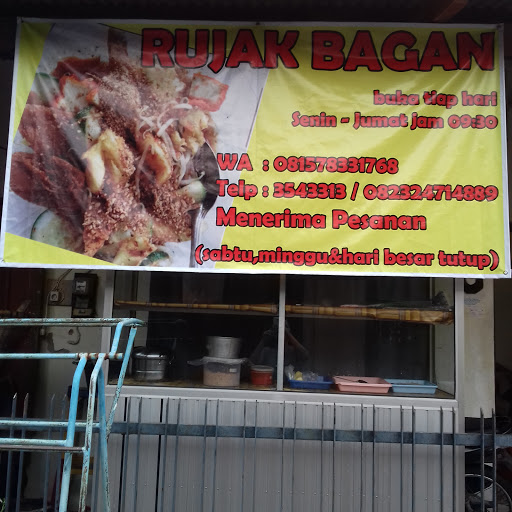 RUJAK BAGAN
buka tiap hari
Senin - Jumat jam 09:30
WA : 081578331768
Telp : 3543313 / 082324714889
Menerima Pesanan
(sabtu,minggu&hari besar tutup)